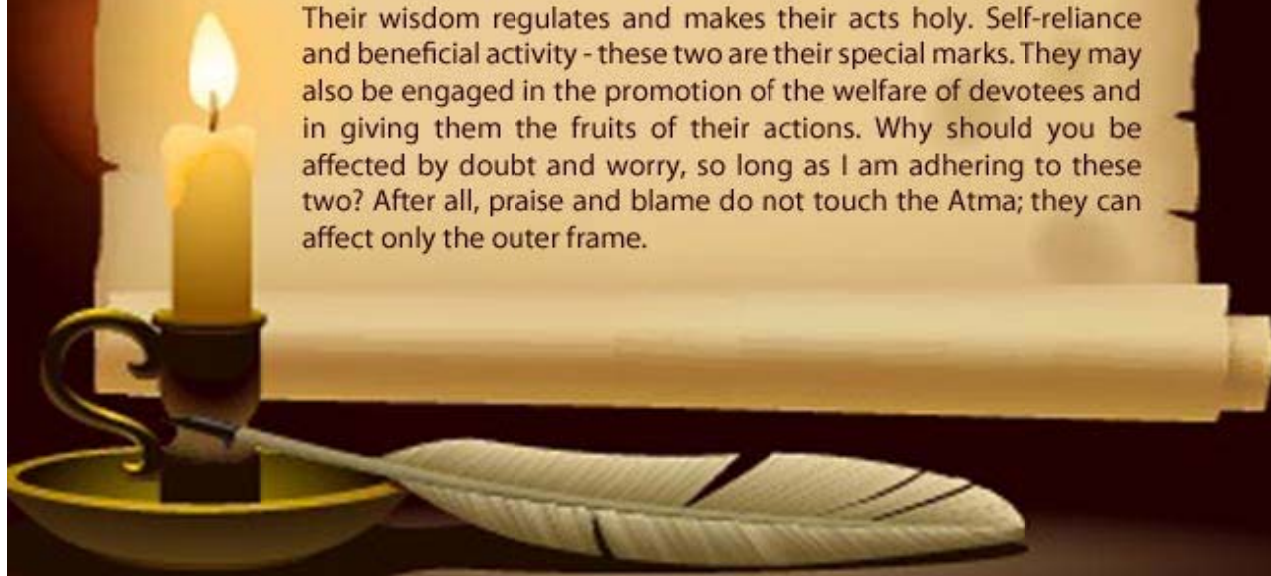 Their wisdom regulates and makes their acts holy. Self-reliance
and beneficial activity - these two are their special marks. They may
also be engaged in the promotion of the welfare of devotees and
in giving them the fruits of their actions. Why should you be
affected by doubt and worry, so long as I am adhering to these
two? After all, praise and blame do not touch the Atma; they can
affect only the outer frame.